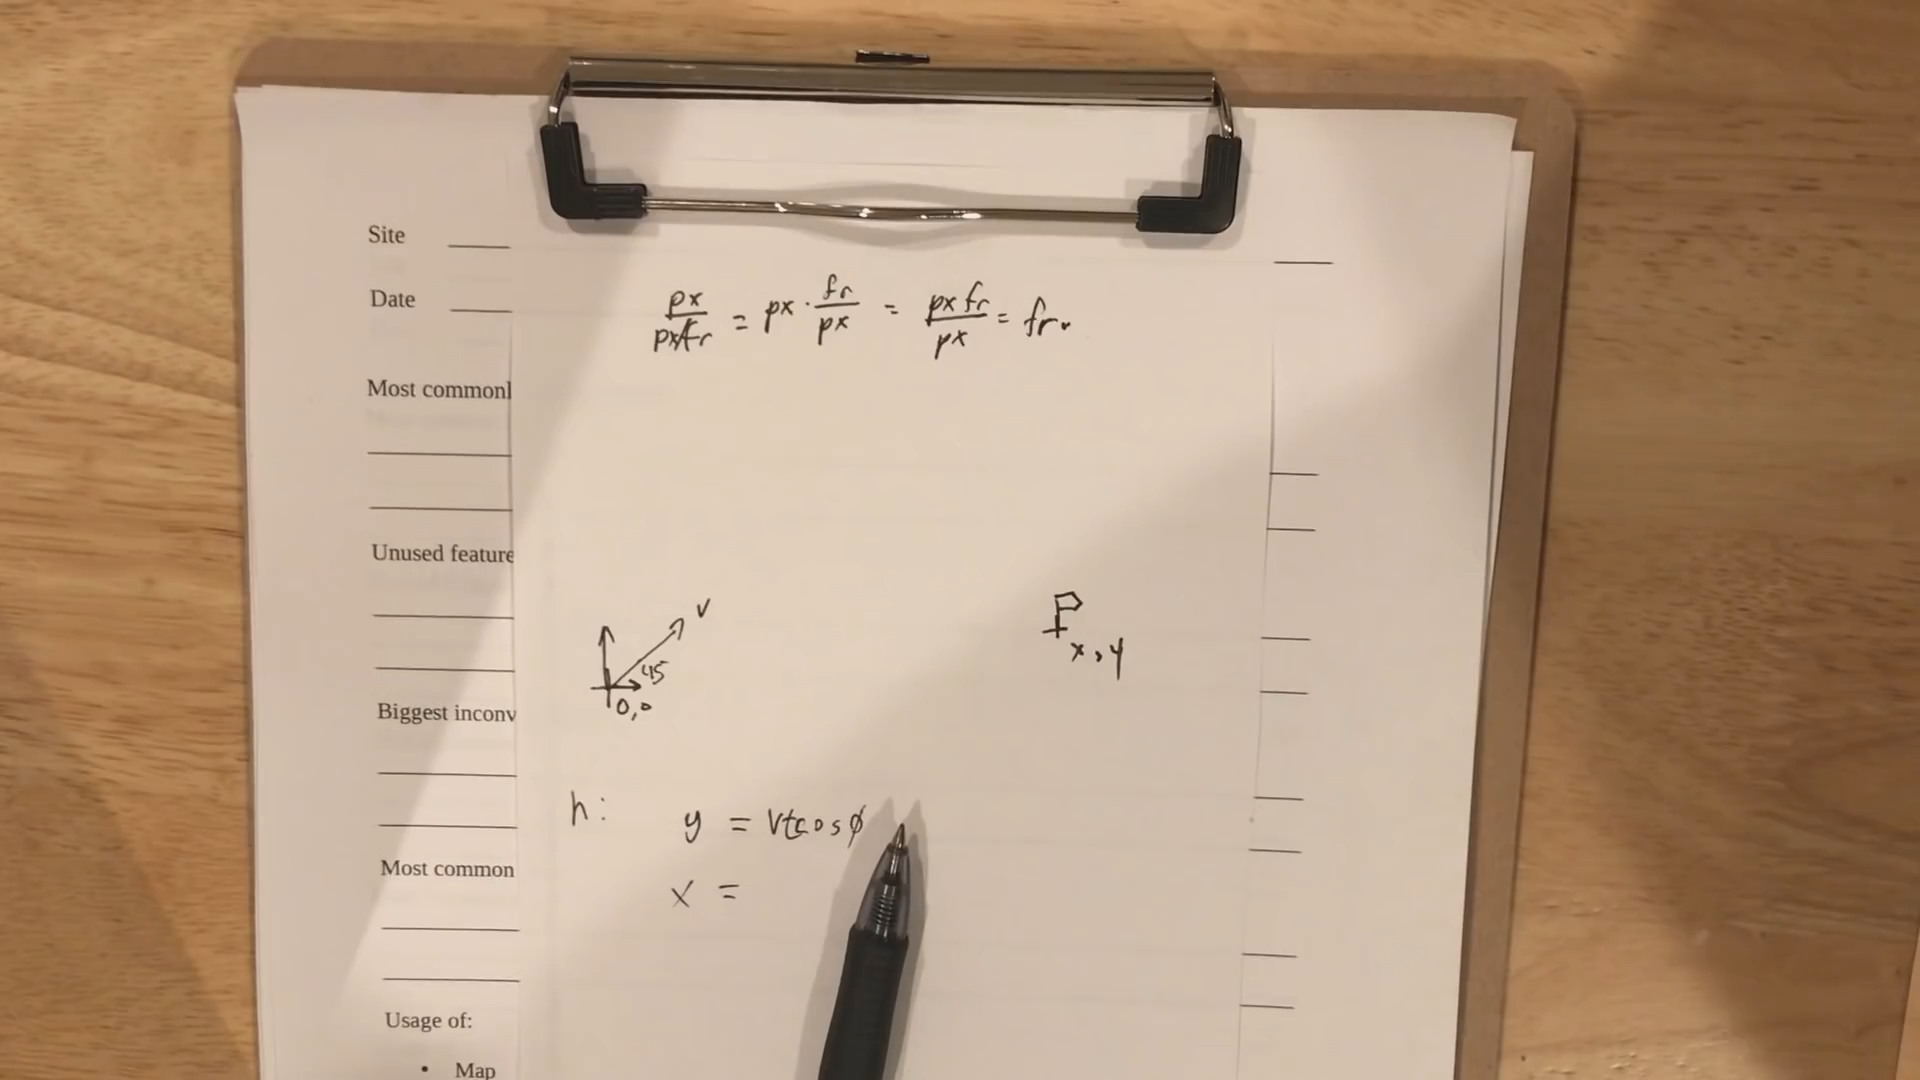 Site
Date
px/px/fr = px · fr/px = px fr/px = fr.
Most commonl
Unused feature
v
45
0,0
x, y
Biggest inconv
h: y = vtcosϕ
x =
Most common
Usage of:
• Map